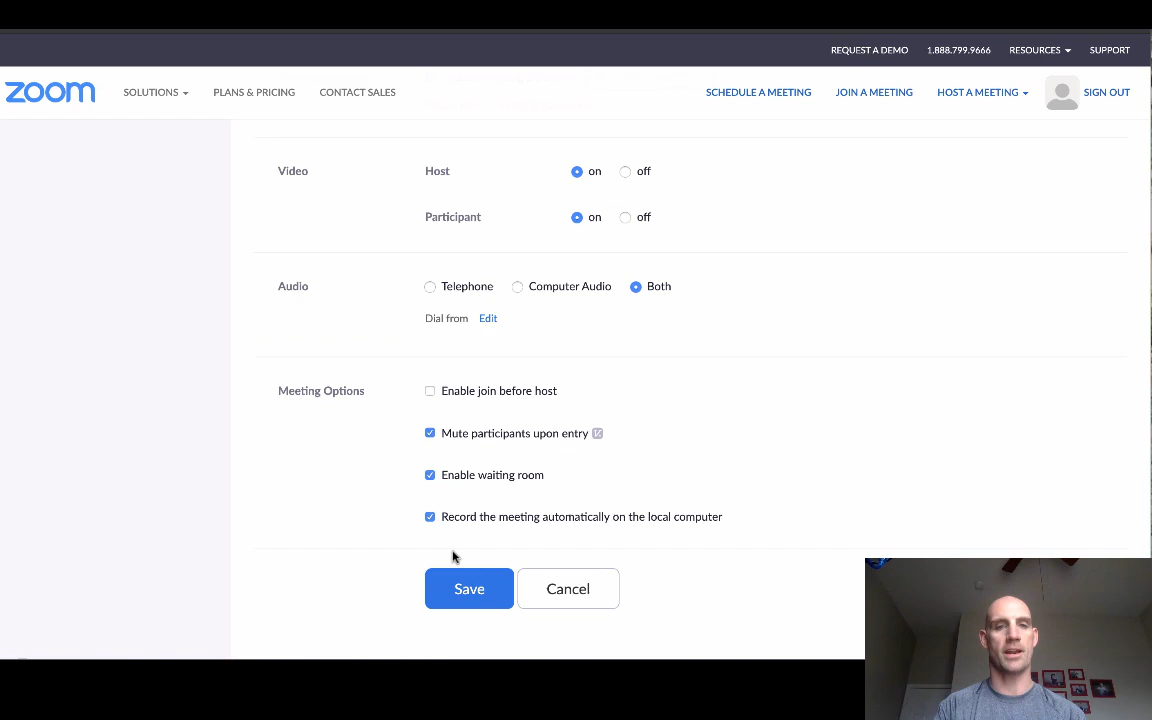 REQUEST A DEMO 1.888.799.9666 RESOURCES SUPPORT
zoom SOLUTIONS PLANS & PRICING CONTACT SALES SCHEDULE A MEETING JOIN A MEETING HOST A MEETING SIGN OUT
Video Host on off
Participant on off
Audio Telephone Computer Audio Both
Dial from Edit
Meeting Options Enable join before host
Mute participants upon entry
Enable waiting room
Record the meeting automatically on the local computer
Save Cancel